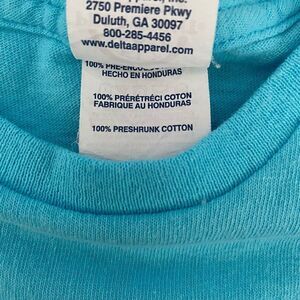 2750 Premiere Pkwy
Duluth, GA 30097
800-285-4456
www.deltaapparel.com
HECHO EN HONDURAS
100% PRÉRÉTRÉCI COTON
FABRIQUE AU HONDURAS
100% PRESHRUNK COTTON